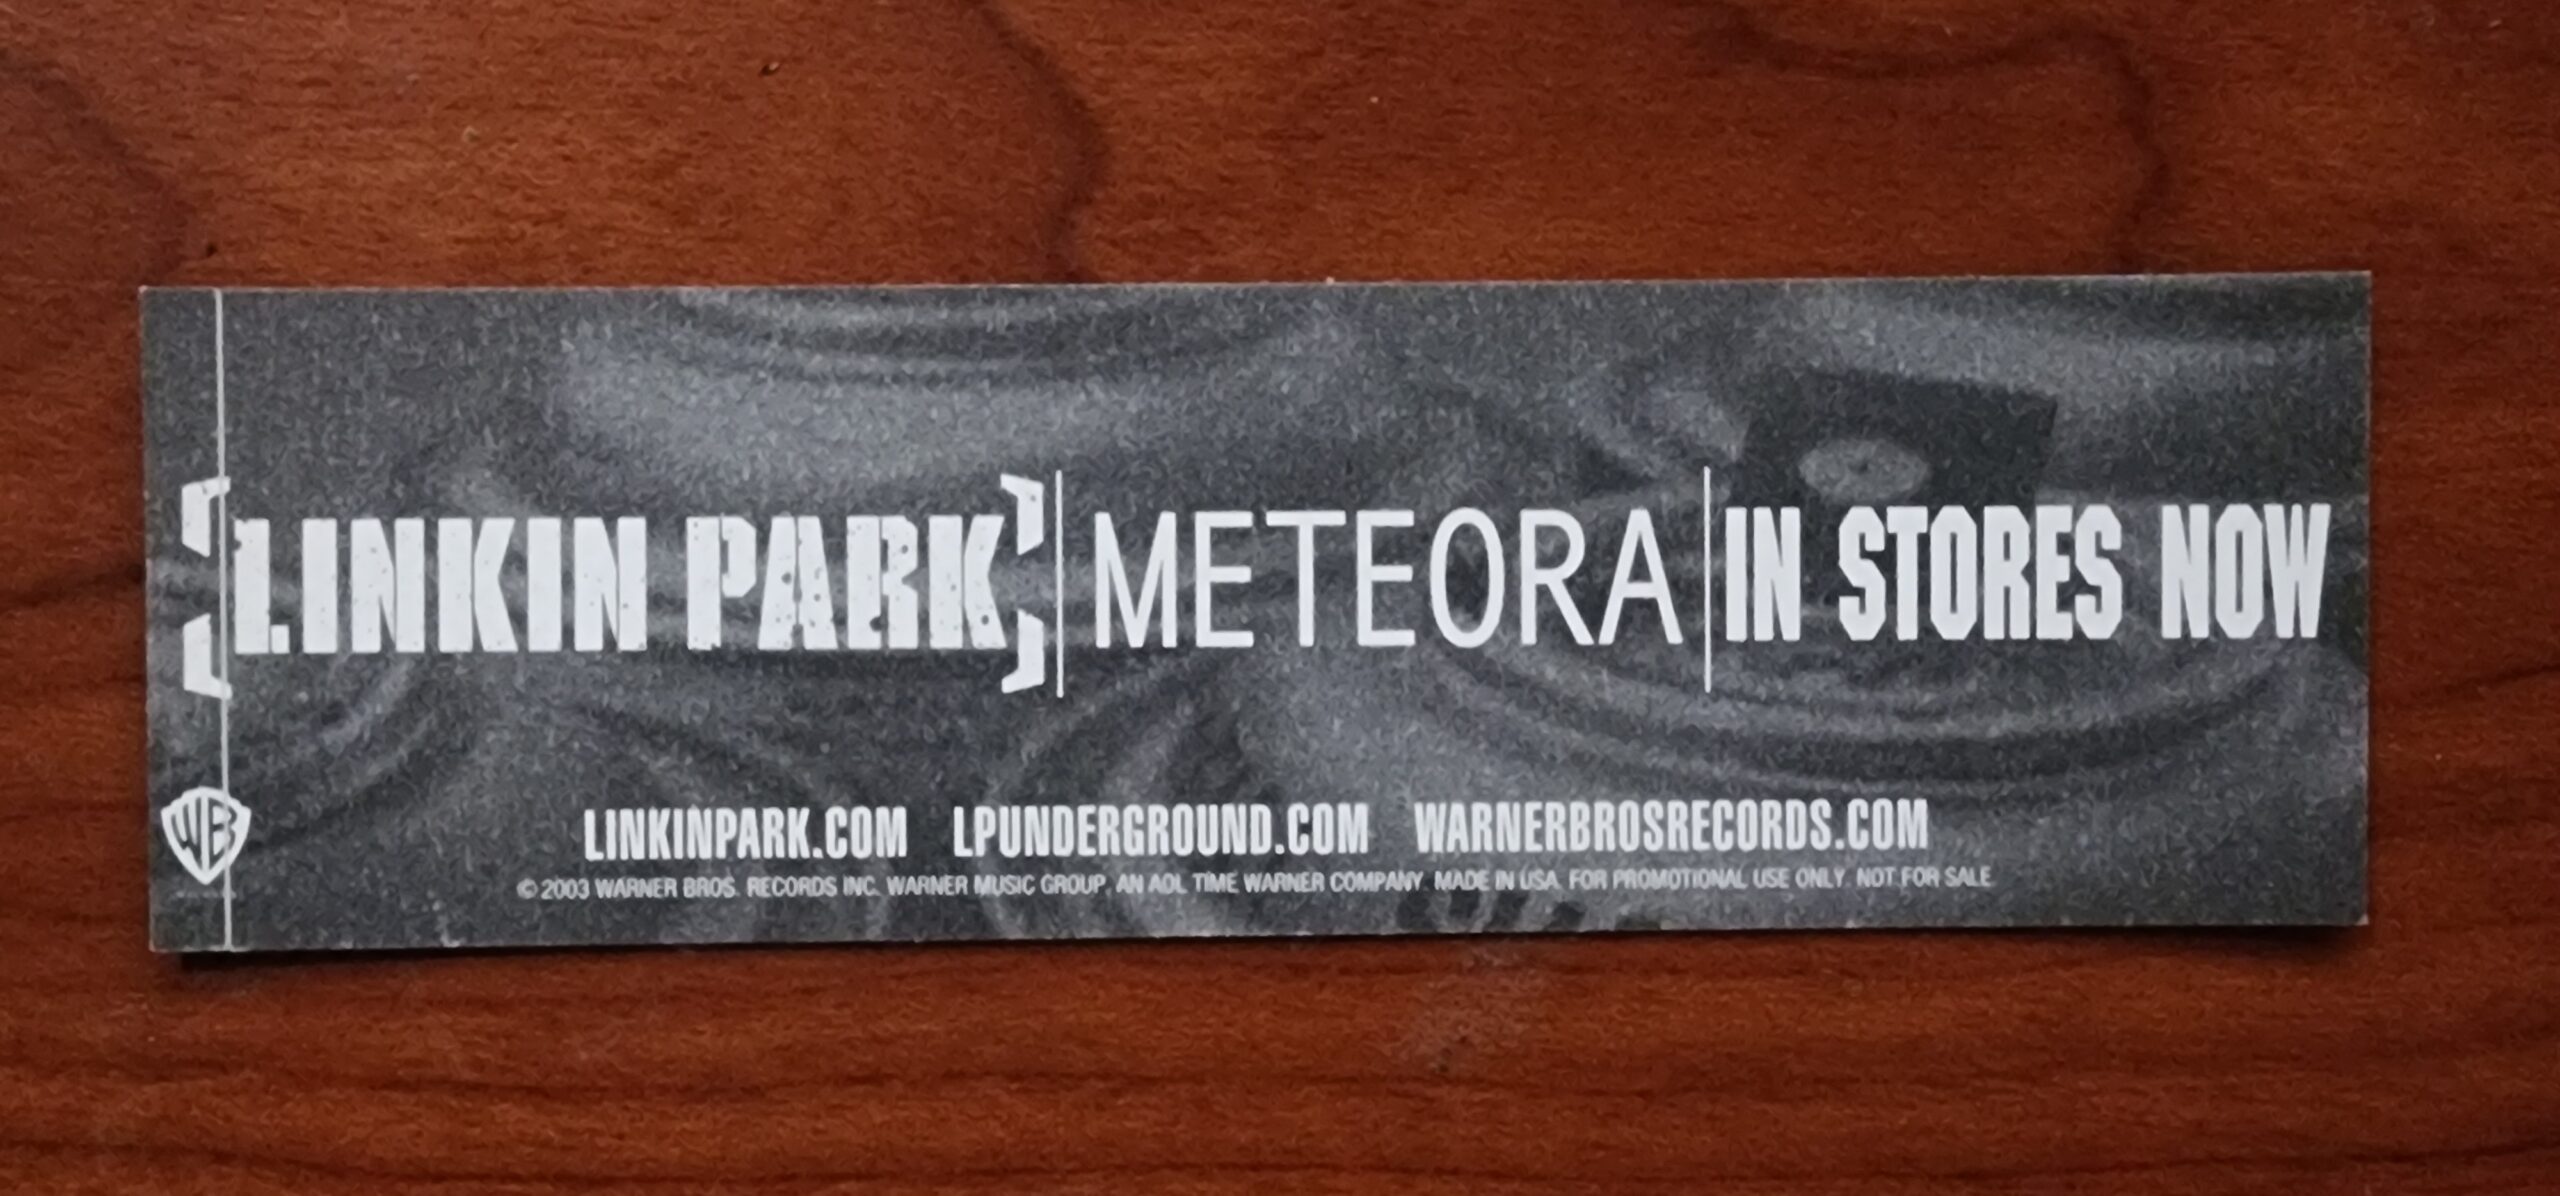 [LINKIN PARK] | METEORA | IN STORES NOW
WB
LINKINPARK.COM LPUNDERGROUND.COM WARNERBROSRECORDS.COM
© 2003 WARNER BROS. RECORDS INC. WARNER MUSIC GROUP, AN AOL TIME WARNER COMPANY. MADE IN USA. FOR PROMOTIONAL USE ONLY. NOT FOR SALE.